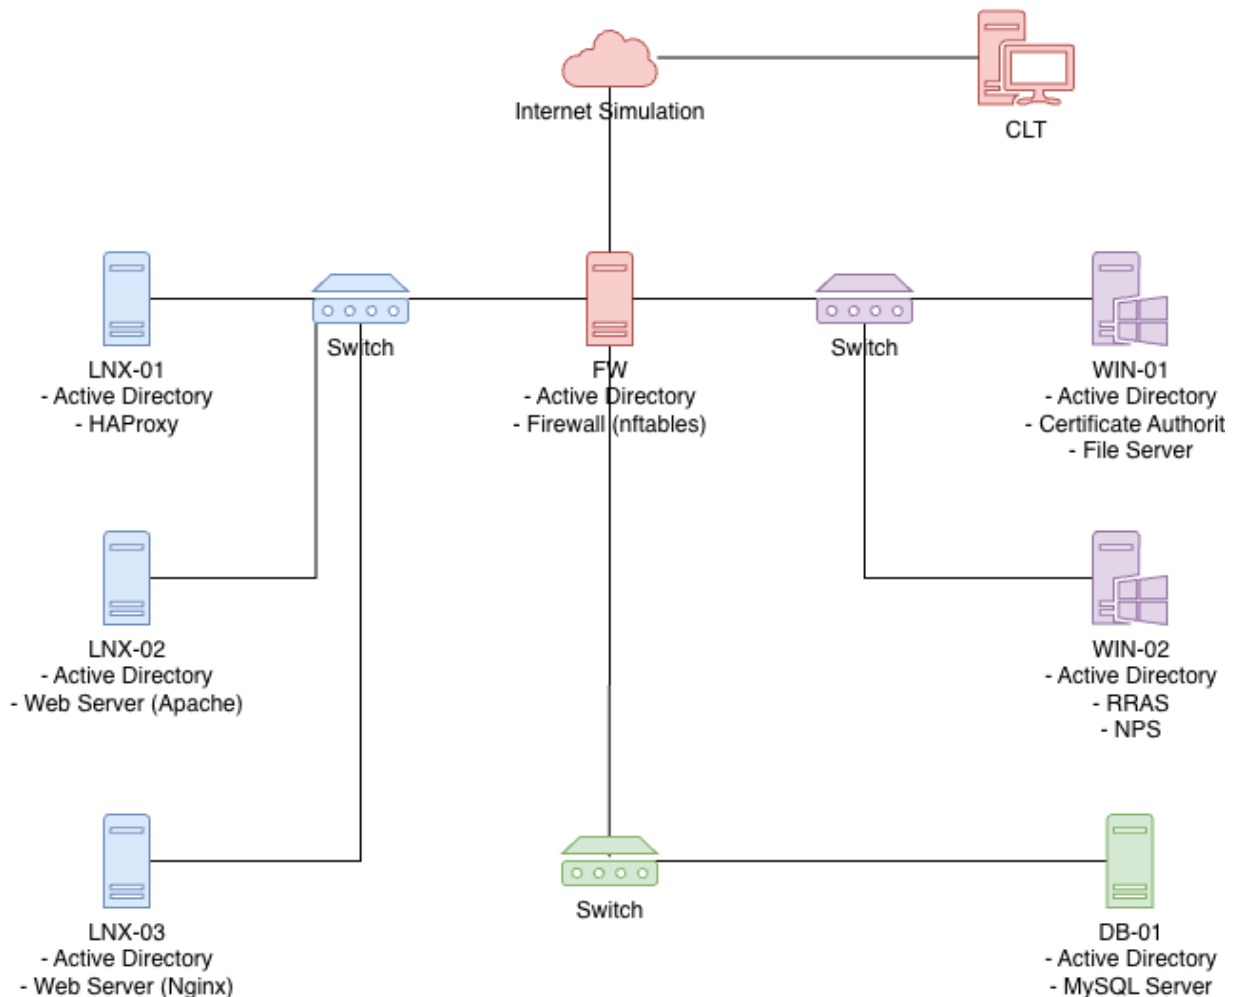 Internet Simulation
CLT
LNX-01
- Active Directory
- HAProxy
Switch
FW
- Active Directory
- Firewall (nftables)
Switch
WIN-01
- Active Directory
- Certificate Authorit
- File Server
LNX-02
- Active Directory
- Web Server (Apache)
WIN-02
- Active Directory
- RRAS
- NPS
LNX-03
- Active Directory
- Web Server (Nginx)
Switch
DB-01
- Active Directory
- MySQL Server